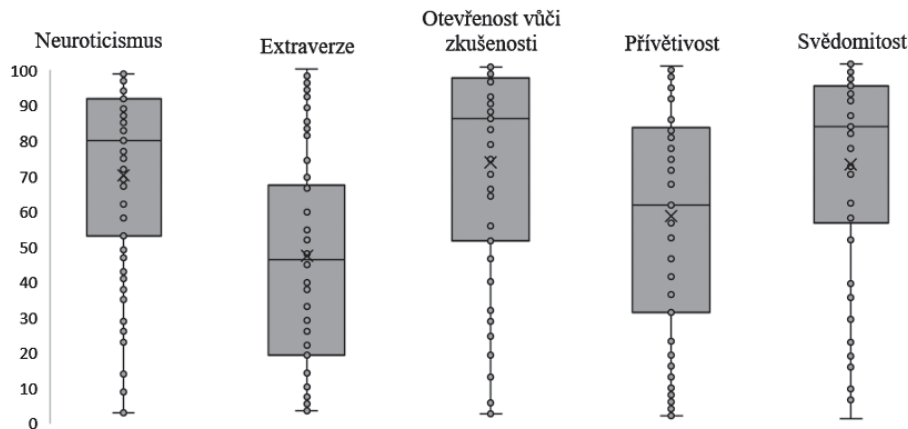 Neuroticismus
Extraverze
Otevřenost vůči
zkušenosti
Přívětivost
Svědomitost
100
90
80
70
60
50
40
30
20
10
0